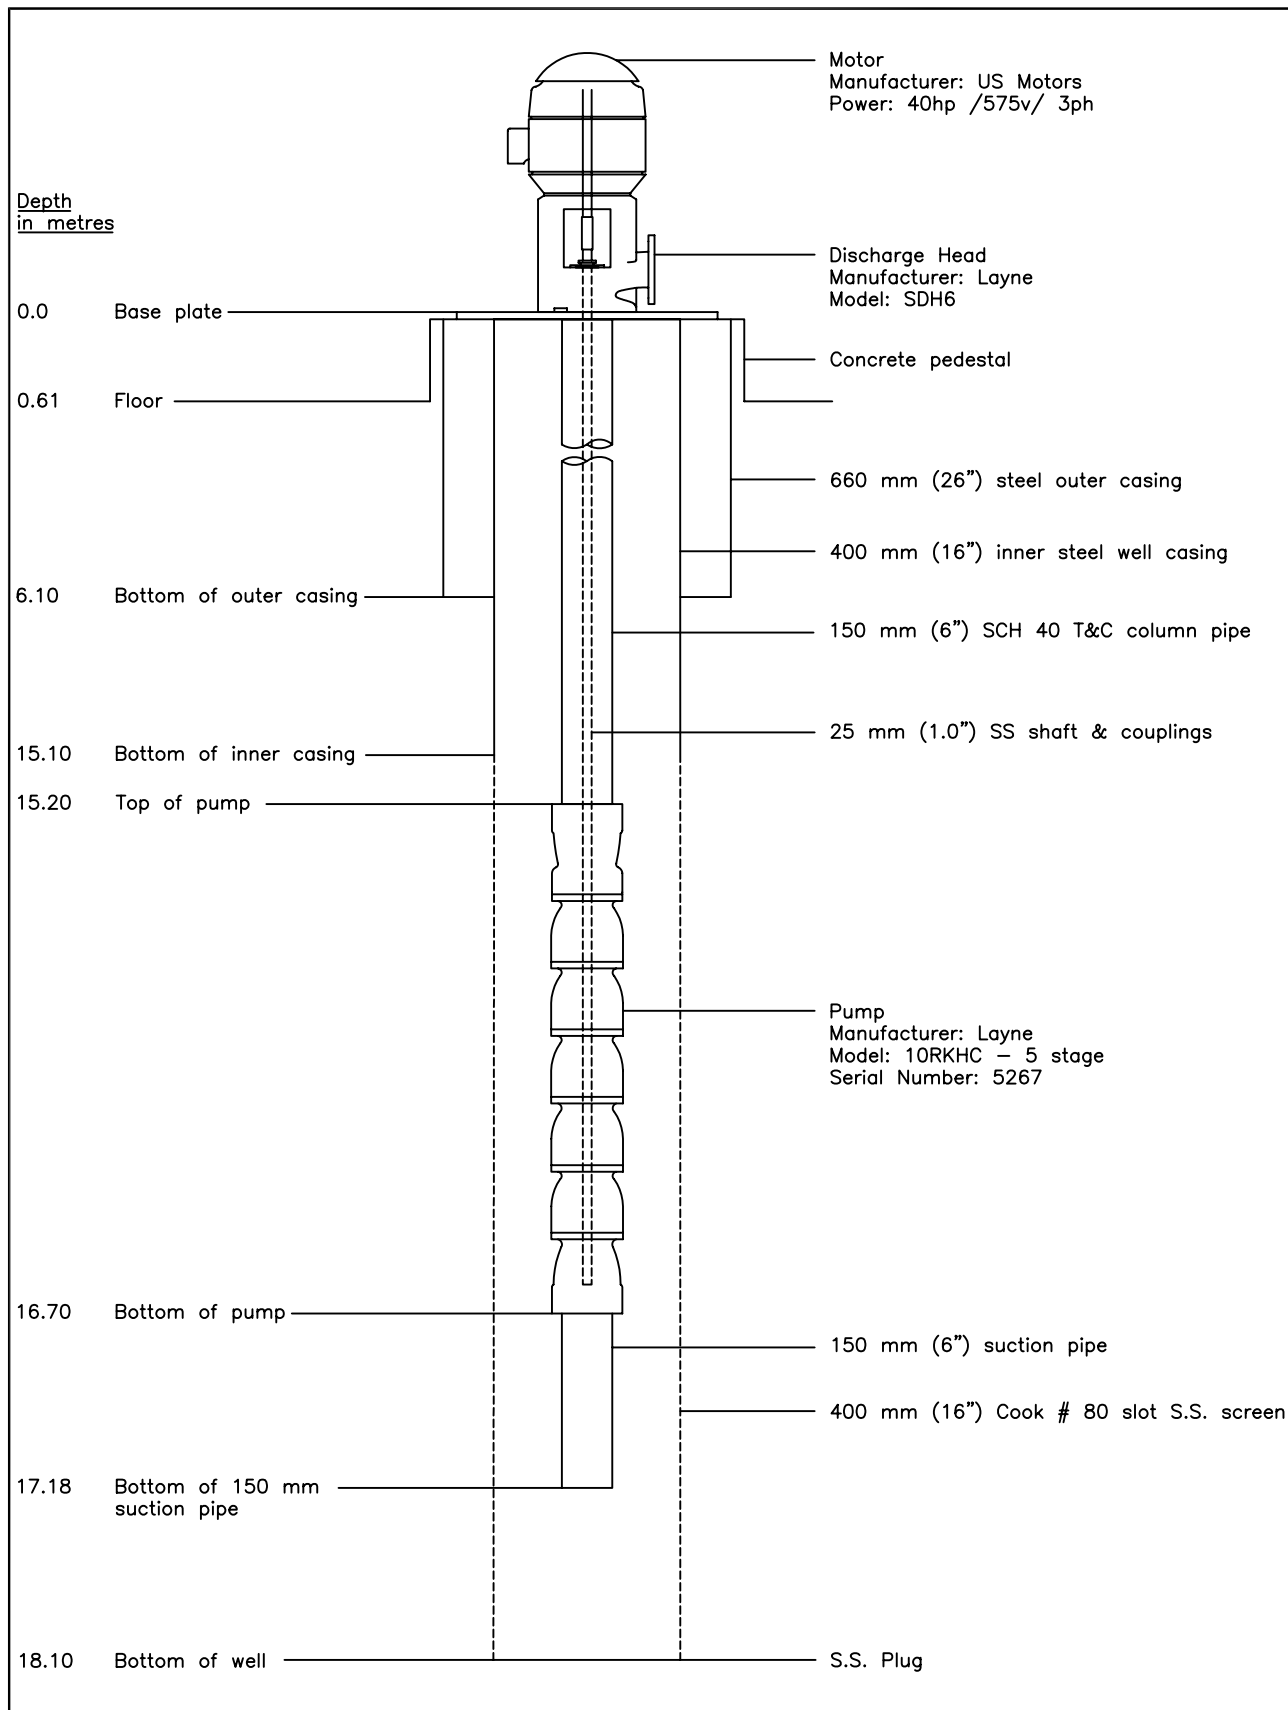 Motor
Manufacturer: US Motors
Power: 40hp /575v/ 3ph
Depth
in metres
Discharge Head
Manufacturer: Layne
Model: SDH6
0.0 Base plate
Concrete pedestal
0.61 Floor
660 mm (26") steel outer casing
400 mm (16") inner steel well casing
6.10 Bottom of outer casing
150 mm (6") SCH 40 T&C column pipe
25 mm (1.0") SS shaft & couplings
15.10 Bottom of inner casing
15.20 Top of pump
Pump
Manufacturer: Layne
Model: 10RKHC – 5 stage
Serial Number: 5267
16.70 Bottom of pump
150 mm (6") suction pipe
400 mm (16") Cook # 80 slot S.S. screen
17.18 Bottom of 150 mm
suction pipe
18.10 Bottom of well
S.S. Plug